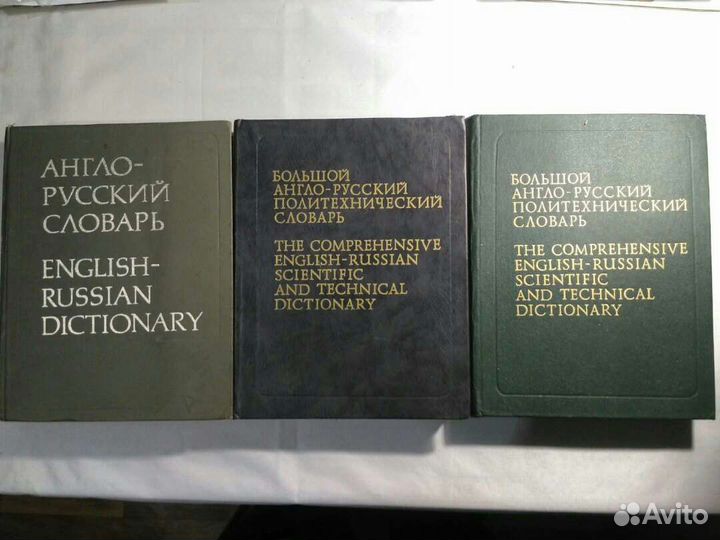 АНГЛО-
РУССКИЙ
СЛОВАРЬ
ENGLISH-
RUSSIAN
DICTIONARY
БОЛЬШОЙ
АНГЛО-РУССКИЙ
ПОЛИТЕХНИЧЕСКИЙ
СЛОВАРЬ
THE COMPREHENSIVE
ENGLISH-RUSSIAN
SCIENTIFIC
AND TECHNICAL
DICTIONARY
БОЛЬШОЙ
АНГЛО-РУССКИЙ
ПОЛИТЕХНИЧЕСКИЙ
СЛОВАРЬ
THE COMPREHENSIVE
ENGLISH-RUSSIAN
SCIENTIFIC
AND TECHNICAL
DICTIONARY
Avito